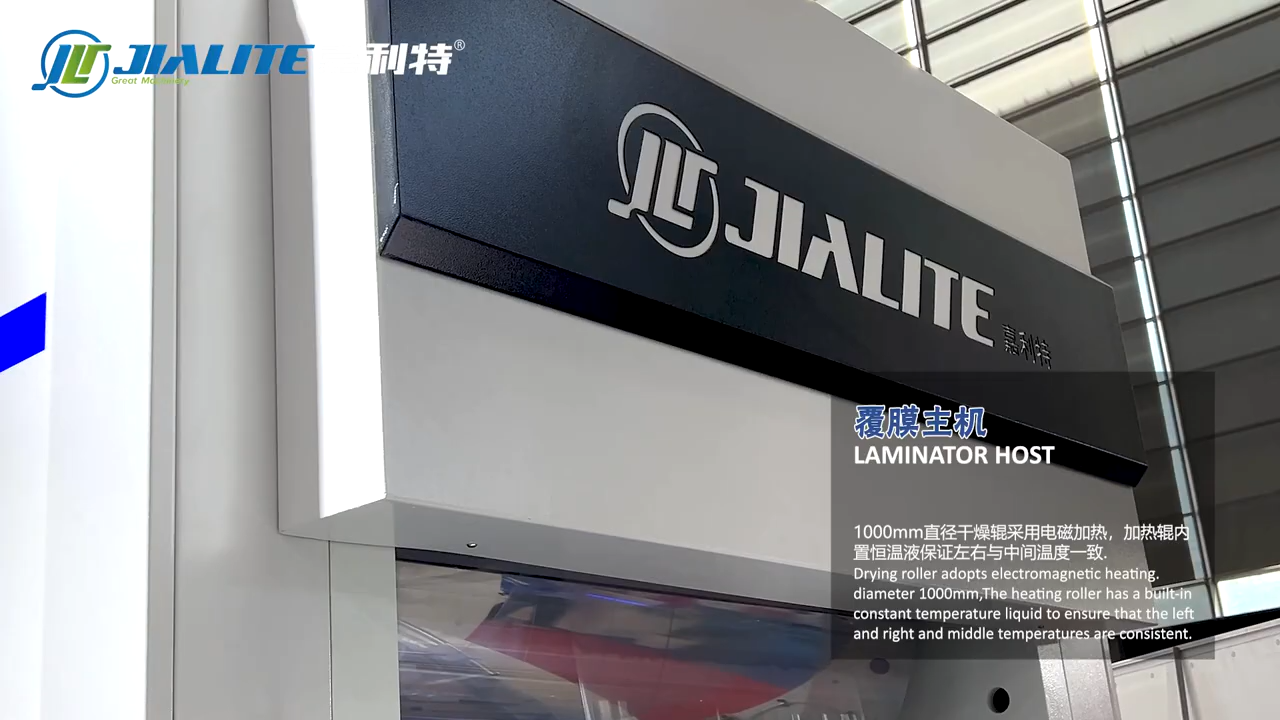 JLT JIALITE 利特®
Great Machinery
JLT JIALITE 嘉利特
覆膜主机
LAMINATOR HOST
1000mm直径干燥辊采用电磁加热，加热辊内
置恒温液保证左右与中间温度一致.
Drying roller adopts electromagnetic heating.
diameter 1000mm,The heating roller has a built-in
constant temperature liquid to ensure that the left
and right and middle temperatures are consistent.